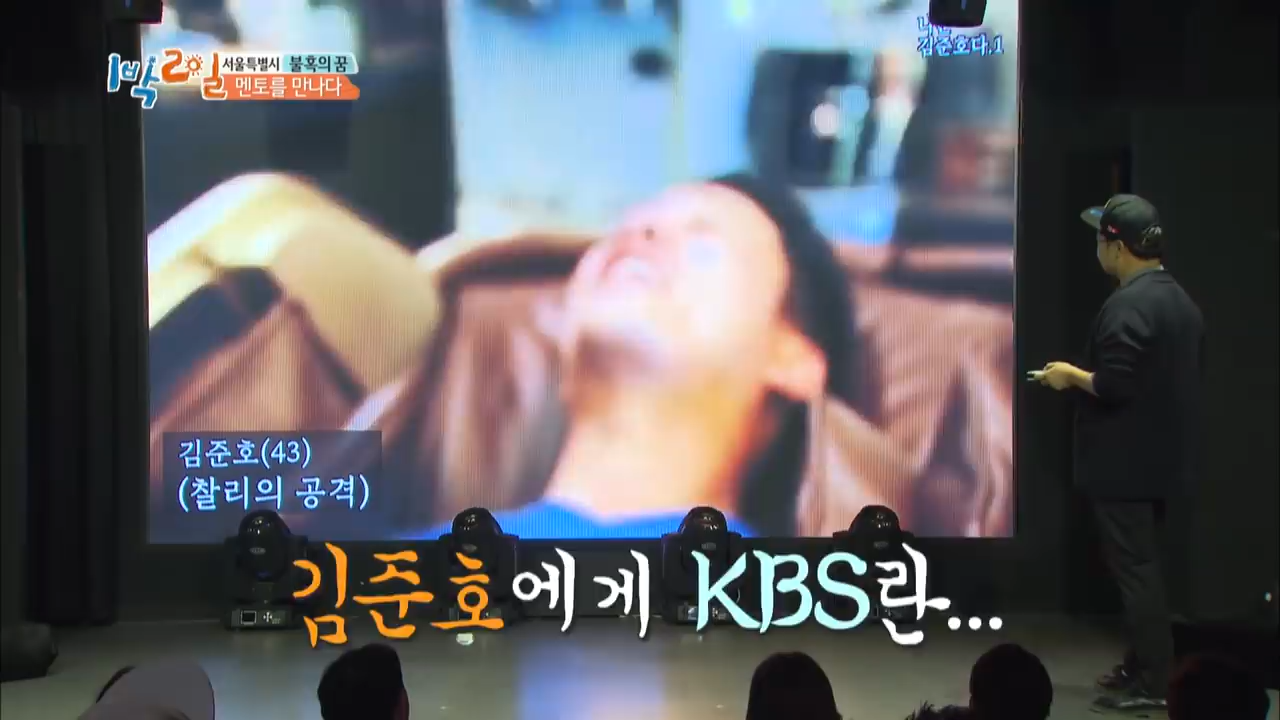 1박2일
서울특별시 불혹의 꿈
멘토를 만나다
나는
김준호다.1
김준호(43)
(찰리의 공격)
김준호에게 KBS란...